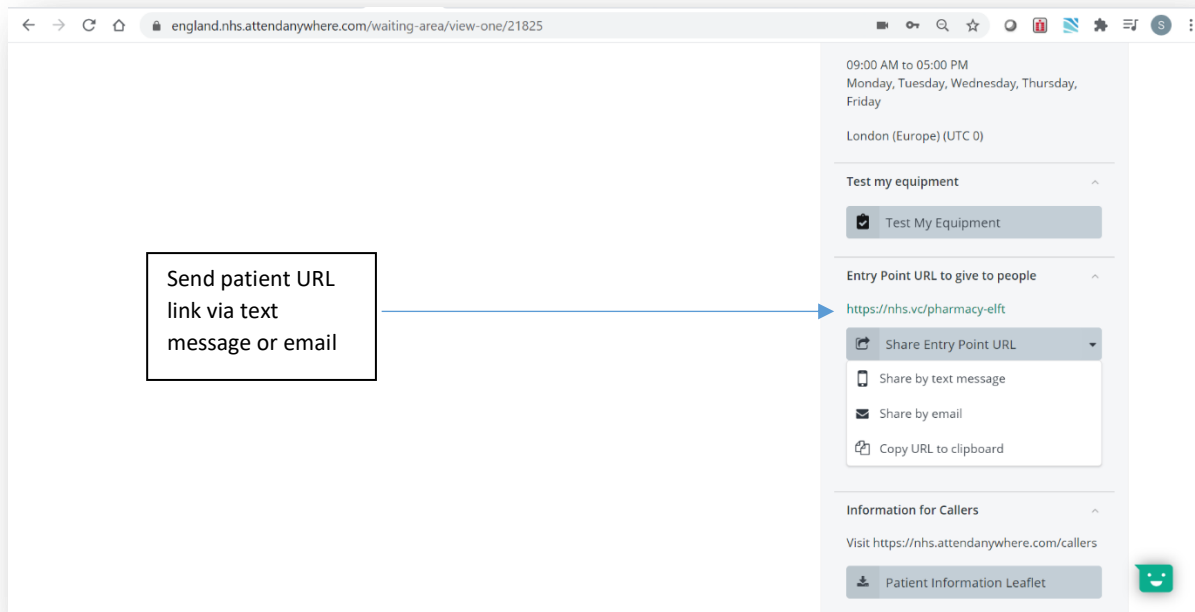 england.nhs.attendanywhere.com/waiting-area/view-one/21825
S
09:00 AM to 05:00 PM
Monday, Tuesday, Wednesday, Thursday,
Friday
London (Europe) (UTC 0)
Test my equipment
Test My Equipment
Send patient URL
link via text
message or email
Entry Point URL to give to people
https://nhs.vc/pharmacy-elft
Share Entry Point URL
Share by text message
Share by email
Copy URL to clipboard
Information for Callers
Visit https://nhs.attendanywhere.com/callers
Patient Information Leaflet